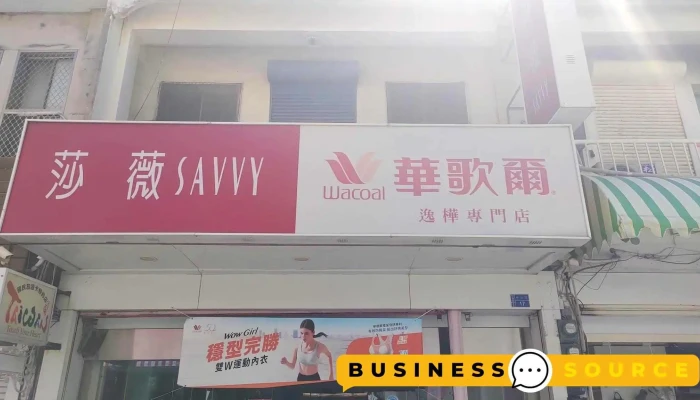 莎薇 SAVVY
Wacoal 華歌爾
逸樺專門店
Wow Girl
穩型完勝
雙W運動內衣
BUSINESS SOURCE